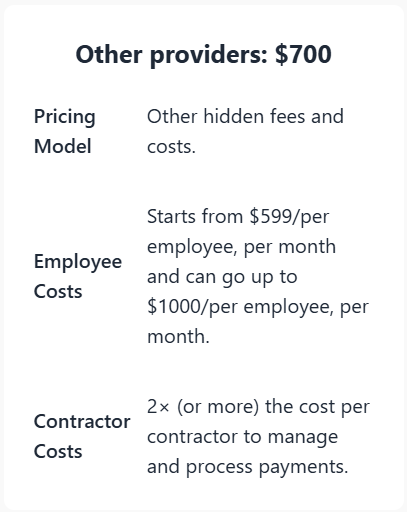 Other providers: $700
Pricing
Model
Other hidden fees and
costs.
Employee
Costs
Starts from $599/per
employee, per month
and can go up to
$1000/per employee, per
month.
Contractor
Costs
2× (or more) the cost per
contractor to manage
and process payments.